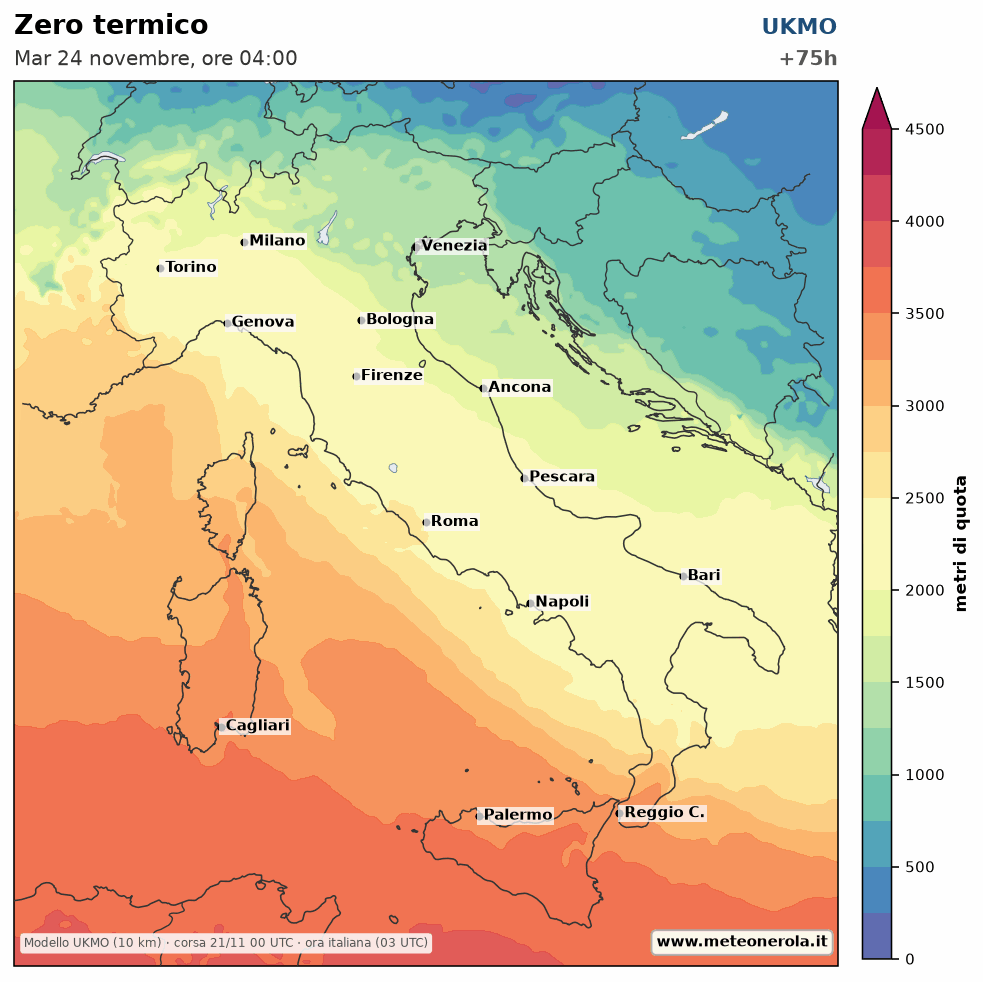 Zero termico
UKMO
Mar 24 novembre, ore 04:00
+75h
Milano
Venezia
Torino
Genova
Bologna
Firenze
Ancona
Pescara
Roma
Bari
Napoli
Cagliari
Palermo
Reggio C.
Modello UKMO (10 km) · corsa 21/11 00 UTC · ora italiana (03 UTC)
www.meteonerola.it
4500
4000
3500
3000
2500
2000
1500
1000
500
0
metri di quota